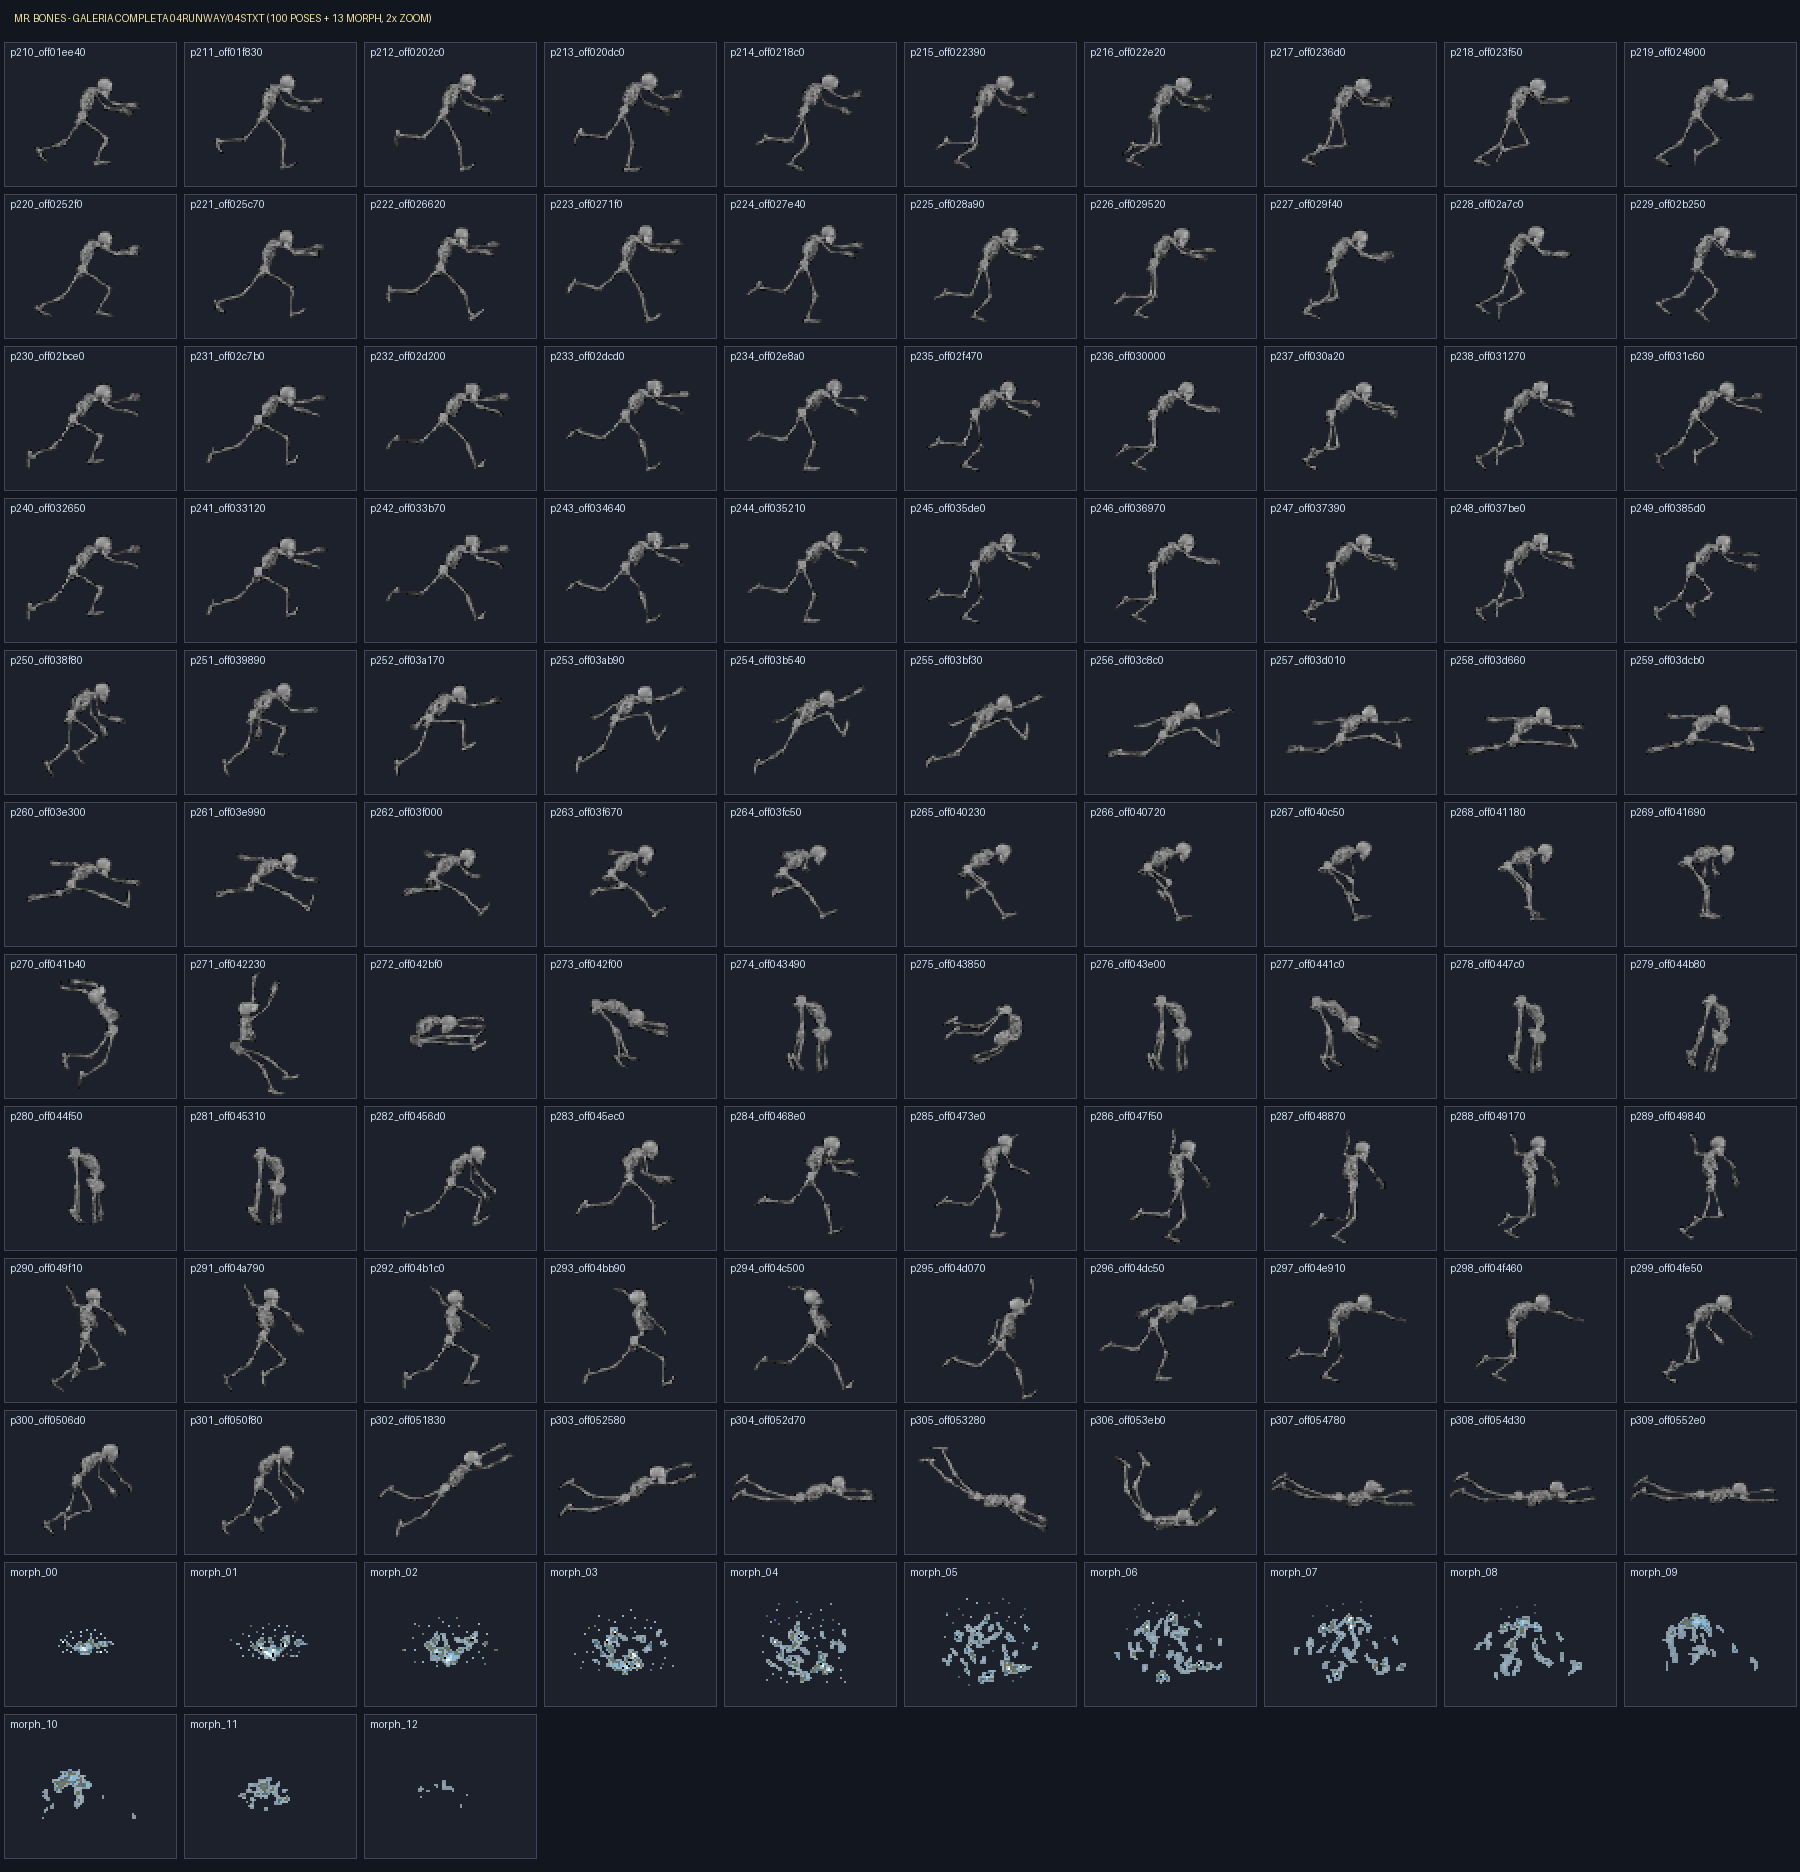 MR. BONES - GALERIA COMPLETA 04RUNWAY/04STXT (100 POSES + 13 MORPH, 2x ZOOM)
p210_off01ee40 p211_off01f830 p212_off0202c0 p213_off020dc0 p214_off0218c0 p215_off022390 p216_off022e20 p217_off0236d0 p218_off023f50 p219_off024900
p220_off0252f0 p221_off025c70 p222_off026620 p223_off0271f0 p224_off027e40 p225_off028a90 p226_off029520 p227_off029f40 p228_off02a7c0 p229_off02b250
p230_off02bce0 p231_off02c7b0 p232_off02d200 p233_off02dcd0 p234_off02e8a0 p235_off02f470 p236_off030000 p237_off030a20 p238_off031270 p239_off031c60
p240_off032650 p241_off033120 p242_off033b70 p243_off034640 p244_off035210 p245_off035de0 p246_off036970 p247_off037390 p248_off037be0 p249_off0385d0
p250_off038f80 p251_off039890 p252_off03a170 p253_off03ab90 p254_off03b540 p255_off03bf30 p256_off03c8c0 p257_off03d010 p258_off03d660 p259_off03dcb0
p260_off03e300 p261_off03e990 p262_off03f000 p263_off03f670 p264_off03fc50 p265_off040230 p266_off040720 p267_off040c50 p268_off041180 p269_off041690
p270_off041b40 p271_off042230 p272_off042bf0 p273_off042f00 p274_off043490 p275_off043850 p276_off043e00 p277_off0441c0 p278_off0447c0 p279_off044b80
p280_off044f50 p281_off045310 p282_off0456d0 p283_off045ec0 p284_off0468e0 p285_off0473e0 p286_off047f50 p287_off048870 p288_off049170 p289_off049840
p290_off049f10 p291_off04a790 p292_off04b1c0 p293_off04bb90 p294_off04c500 p295_off04d070 p296_off04dc50 p297_off04e910 p298_off04f460 p299_off04fe50
p300_off0506d0 p301_off050f80 p302_off051830 p303_off052580 p304_off052d70 p305_off053280 p306_off053eb0 p307_off054780 p308_off054d30 p309_off0552e0
morph_00 morph_01 morph_02 morph_03 morph_04 morph_05 morph_06 morph_07 morph_08 morph_09
morph_10 morph_11 morph_12